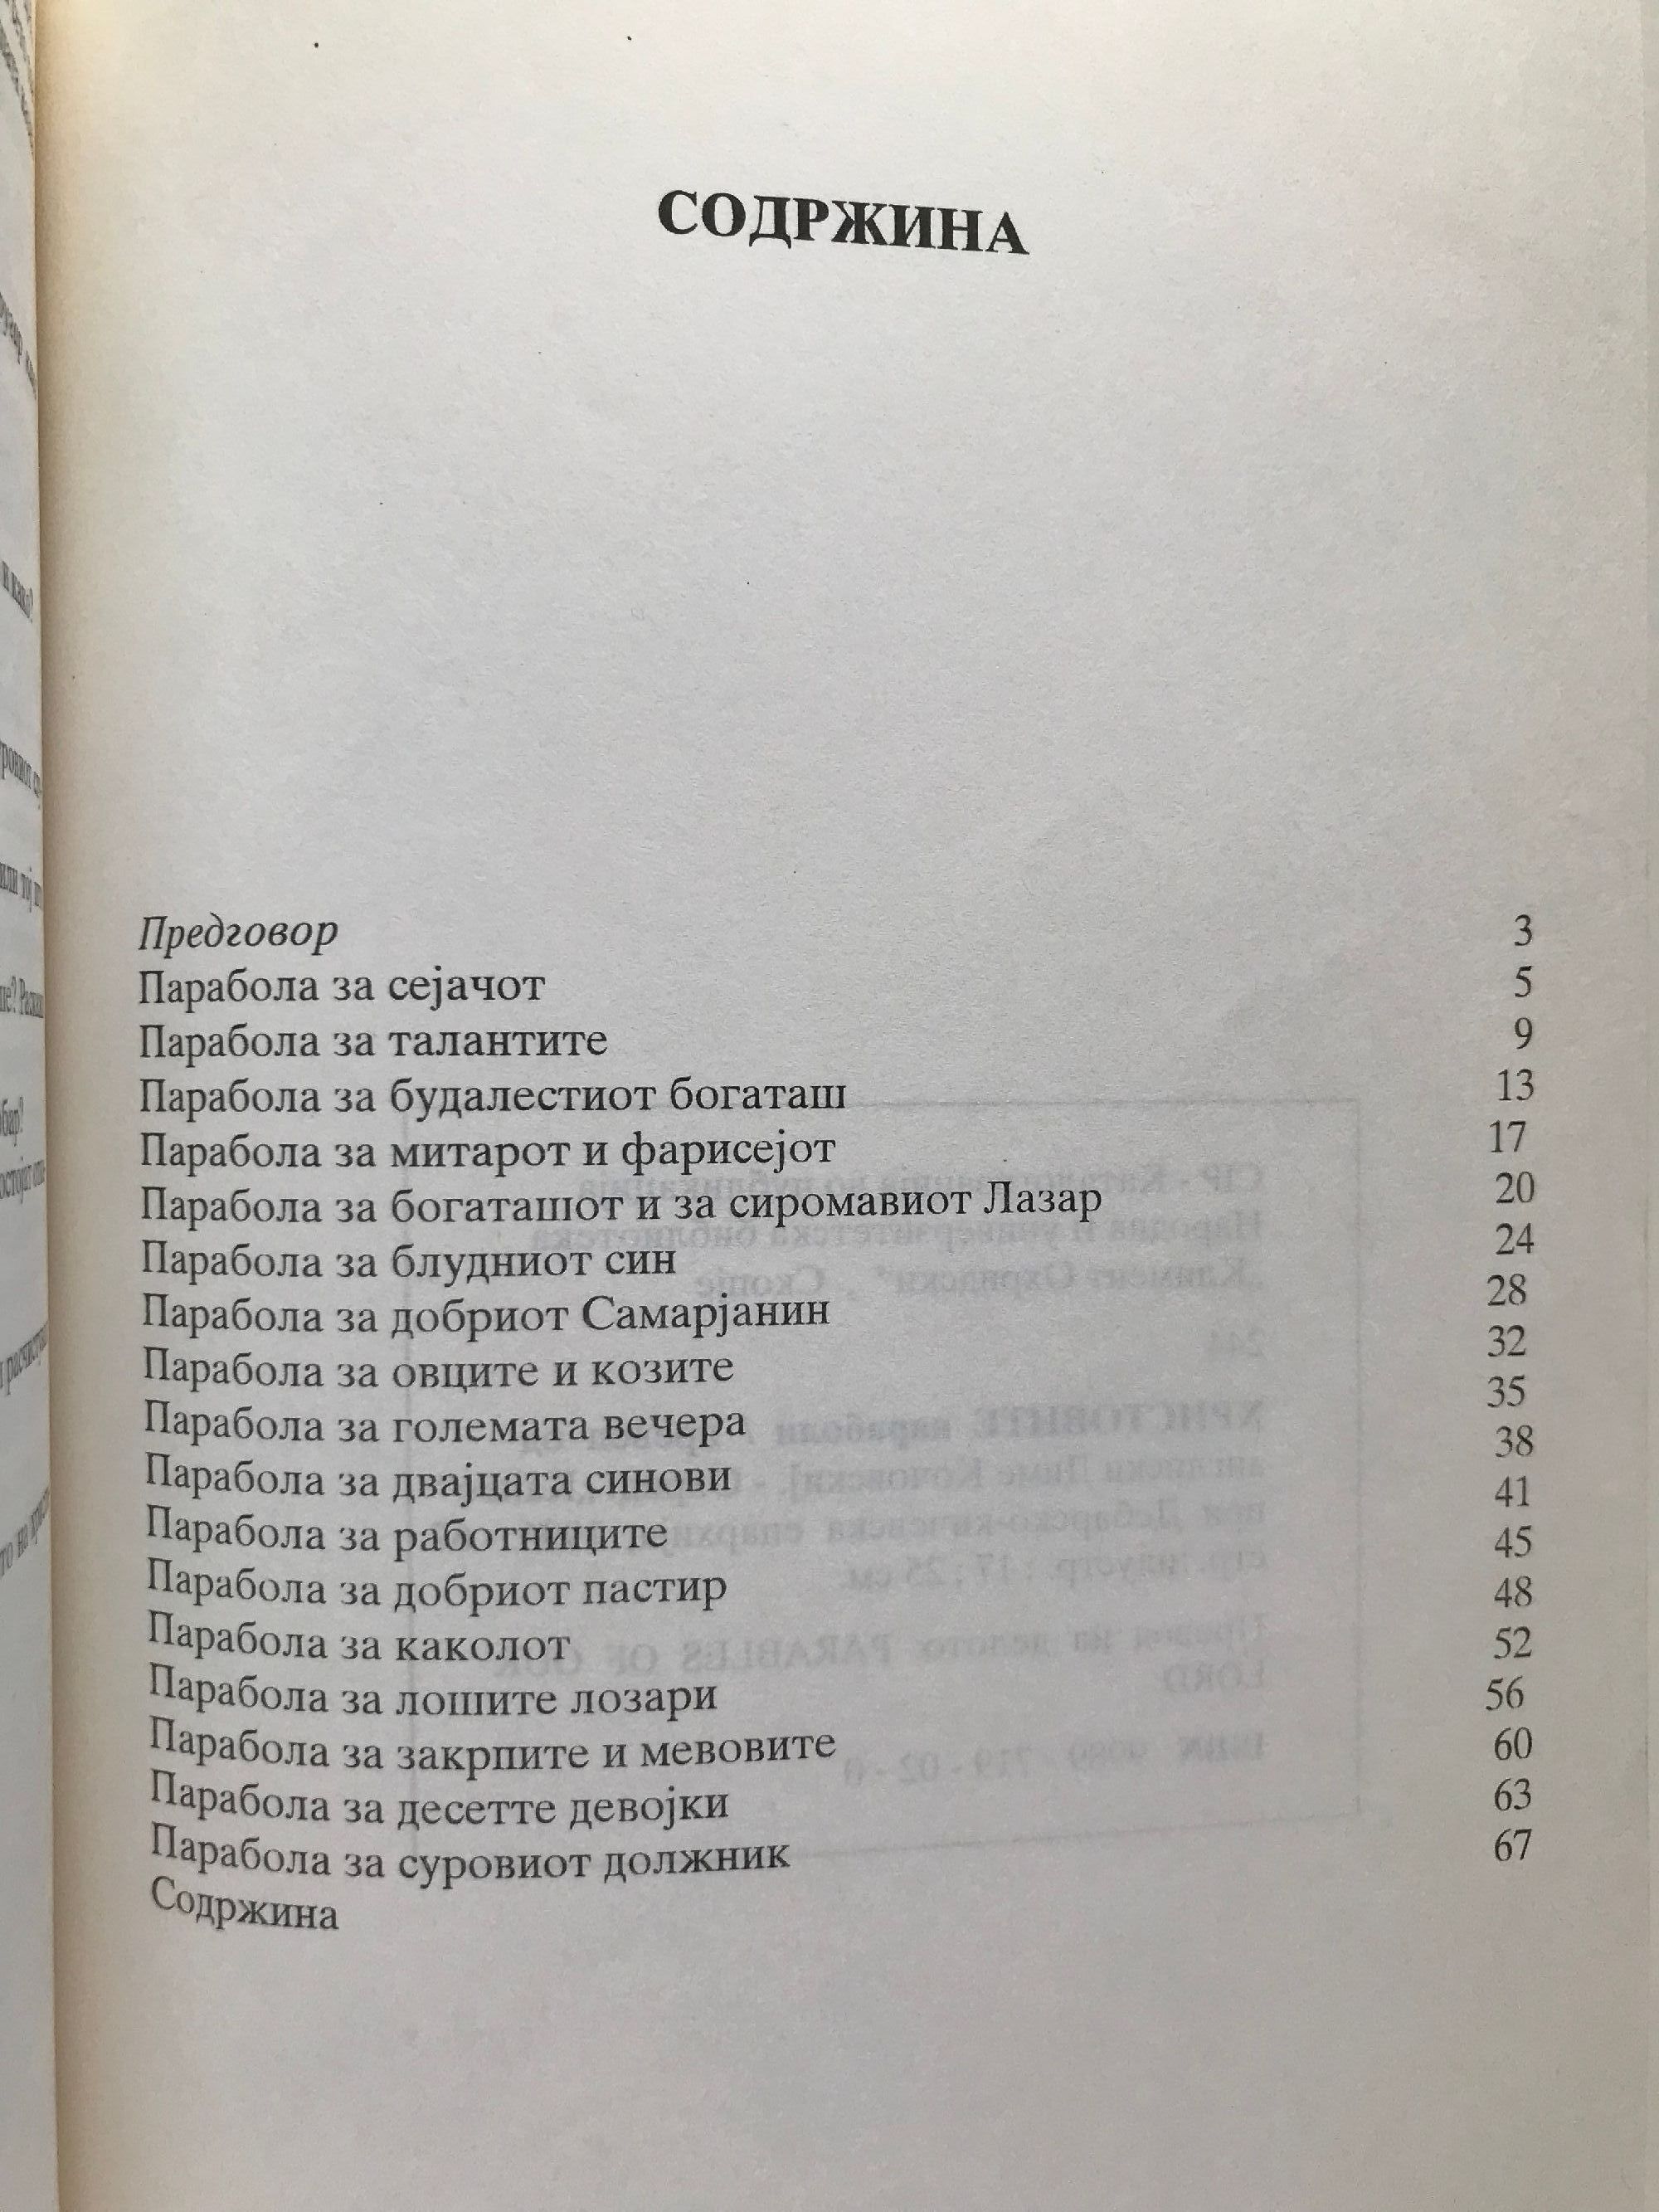 СОДРЖИНА
Предговор 3
Парабола за сејачот 5
Парабола за талантите 9
Парабола за будалестиот богаташ 13
Парабола за митарот и фарисејот 17
Парабола за богаташот и за сиромавиот Лазар 20
Парабола за блудниот син 24
Парабола за добриот Самарјанин 28
Парабола за овците и козите 32
Парабола за големата вечера 35
Парабола за двајцата синови 38
Парабола за работниците 41
Парабола за добриот пастир 45
Парабола за каколот 48
Парабола за лошите лозари 52
Парабола за закрпите и мевовите 56
Парабола за десетте девојки 60
Парабола за суровиот должник 63
Содржина 67